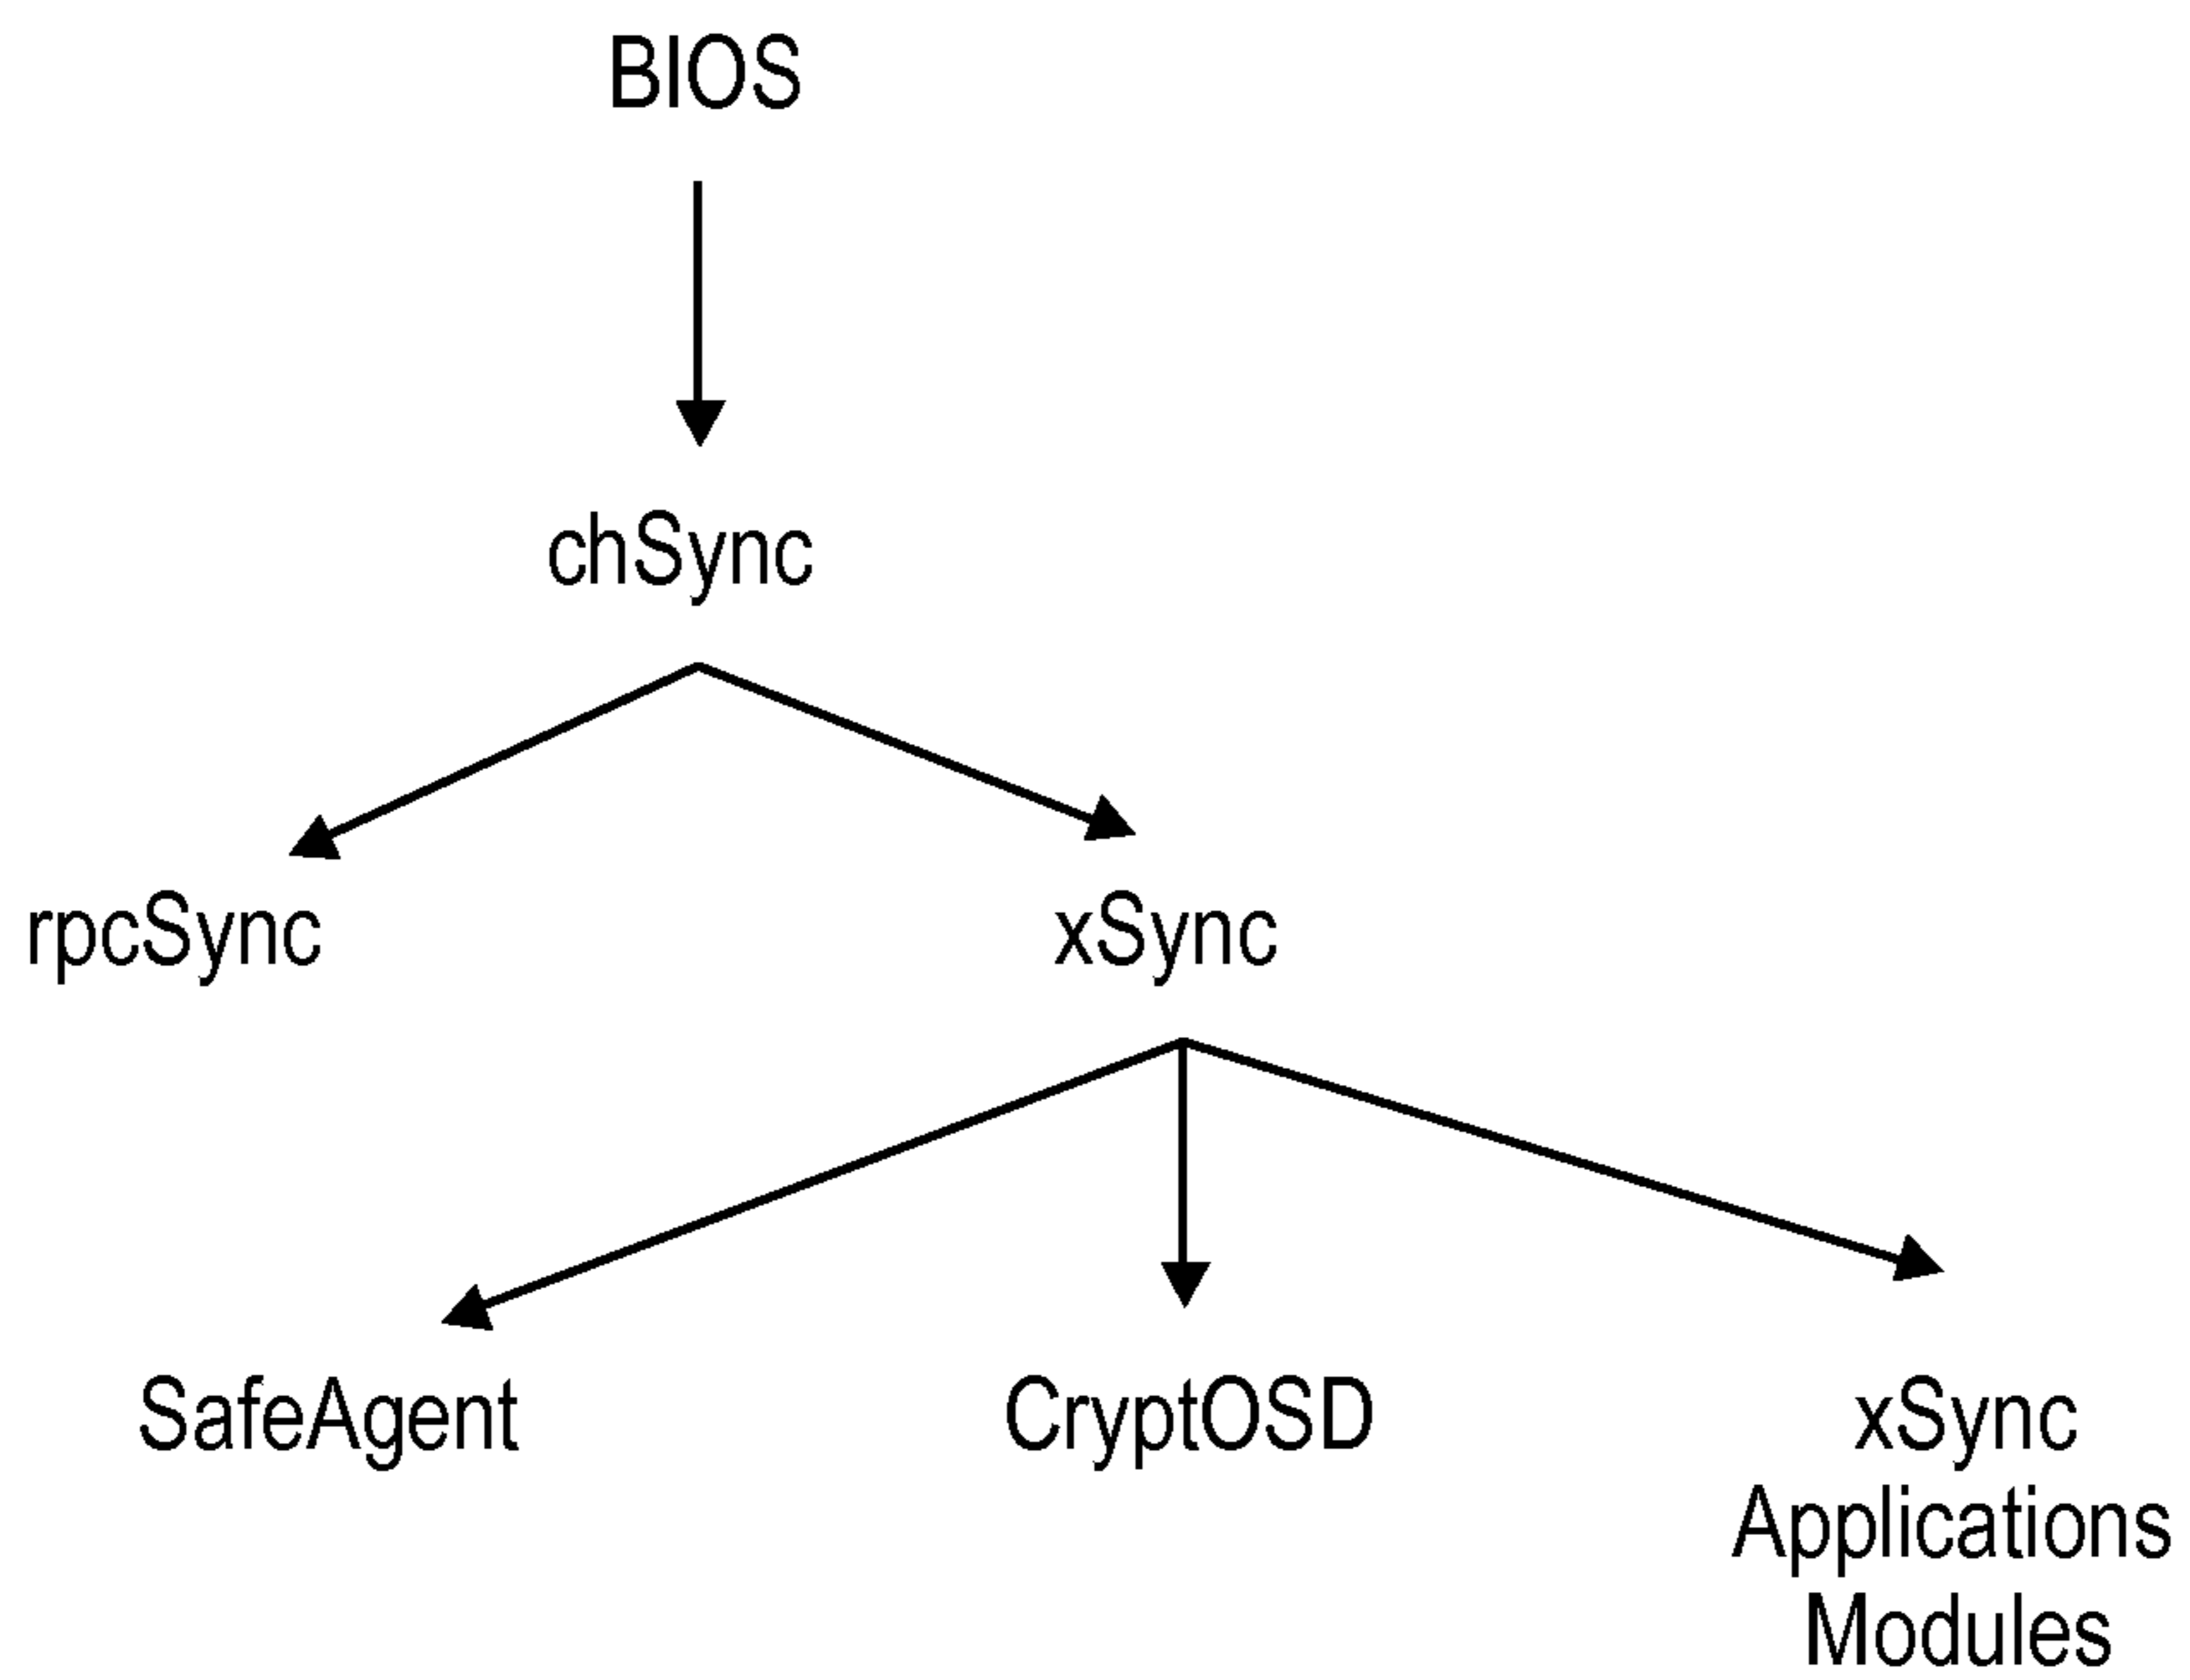 BIOS
chSync
rpcSync
xSync
SafeAgent
CryptOSD
xSync
Applications
Modules